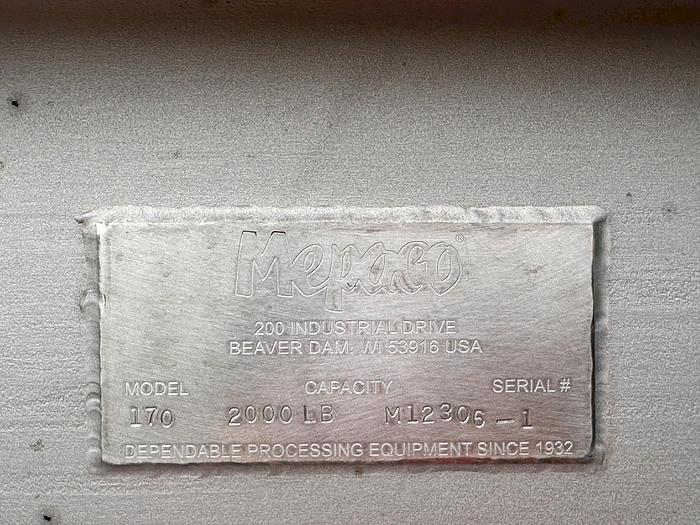 Mepaco®
200 INDUSTRIAL DRIVE
BEAVER DAM, WI 53916 USA
MODEL CAPACITY SERIAL #
170 2000 LB M12306-1
DEPENDABLE PROCESSING EQUIPMENT SINCE 1932